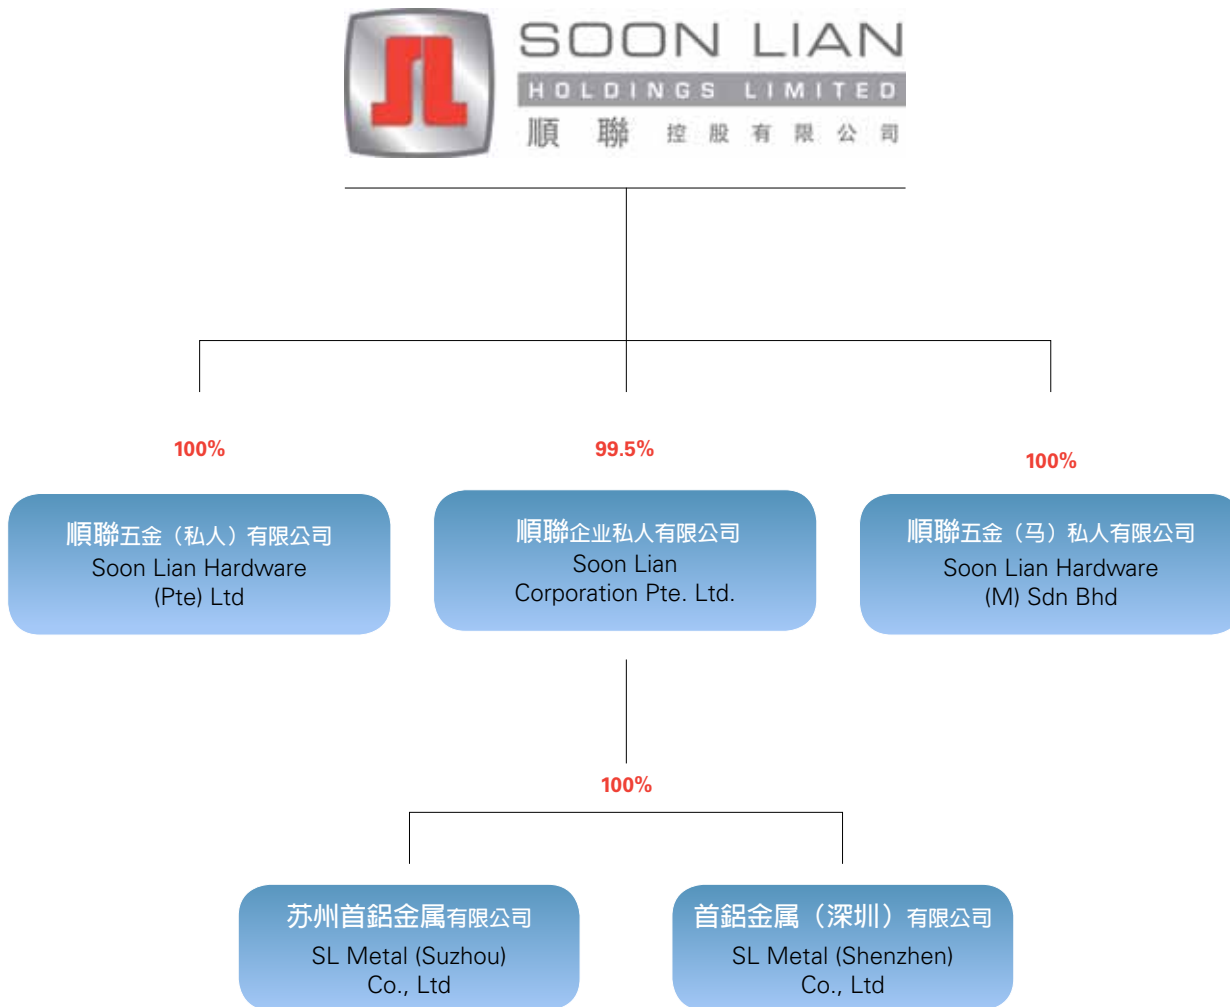 SOON LIAN
HOLDINGS LIMITED
順聯 控股有限公司
100%
99.5%
100%
順聯五金（私人）有限公司
Soon Lian Hardware
(Pte) Ltd
順聯企业私人有限公司
Soon Lian
Corporation Pte. Ltd.
順聯五金（马）私人有限公司
Soon Lian Hardware
(M) Sdn Bhd
100%
苏州首鋁金属有限公司
SL Metal (Suzhou)
Co., Ltd
首鋁金属（深圳）有限公司
SL Metal (Shenzhen)
Co., Ltd